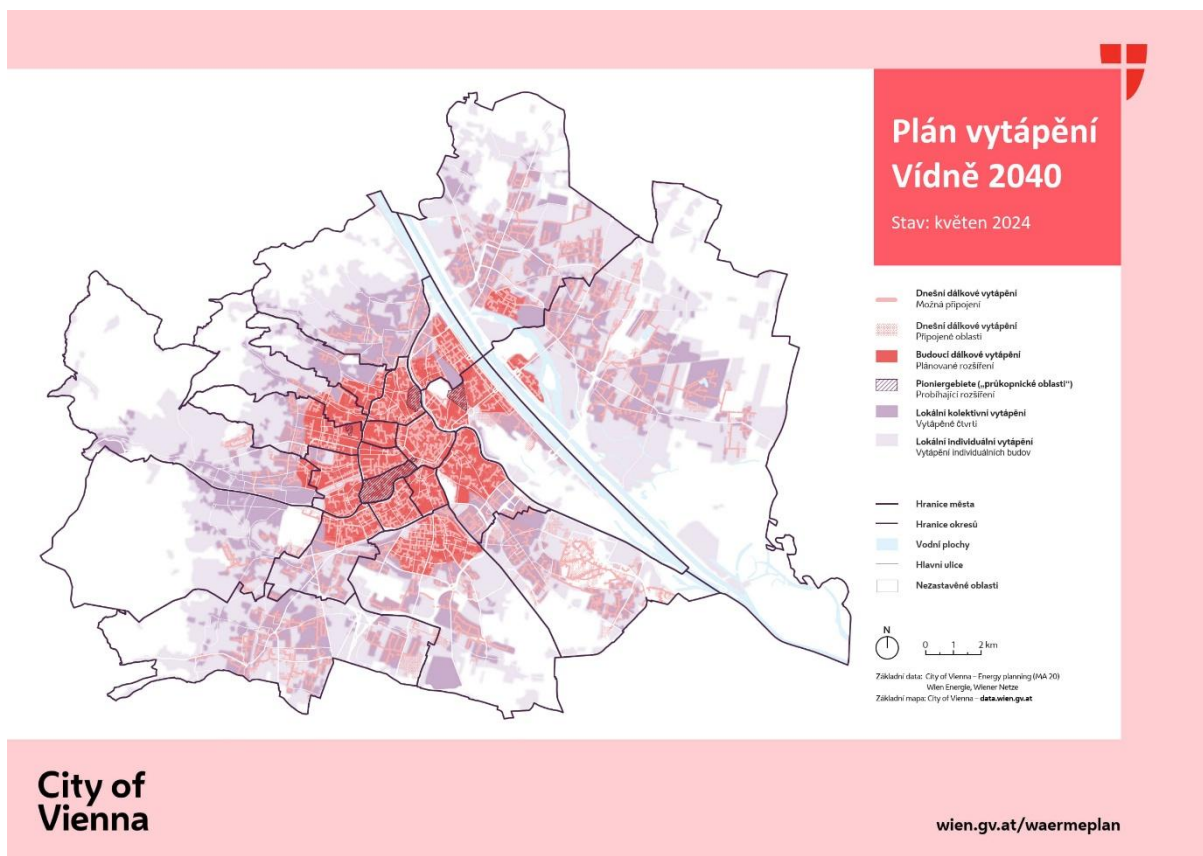 Plán vytápění
Vídně 2040
Stav: květen 2024
Dnešní dálkové vytápění
Možná připojení
Dnešní dálkové vytápění
Připojené oblasti
Budoucí dálkové vytápění
Plánované rozšíření
Pioniergebiete („průkopnické oblasti“)
Probíhající rozšíření
Lokální kolektivní vytápění
Vytápěné čtvrti
Lokální individuální vytápění
Vytápění individuálních budov
Hranice města
Hranice okresů
Vodní plochy
Hlavní ulice
Nezastavěné oblasti
N
0 1 2 km
Základní data: City of Vienna – Energy planning (MA 20)
Wien Energie, Wiener Netze
Základní mapa: City of Vienna – data.wien.gv.at
City of
Vienna
wien.gv.at/waermeplan